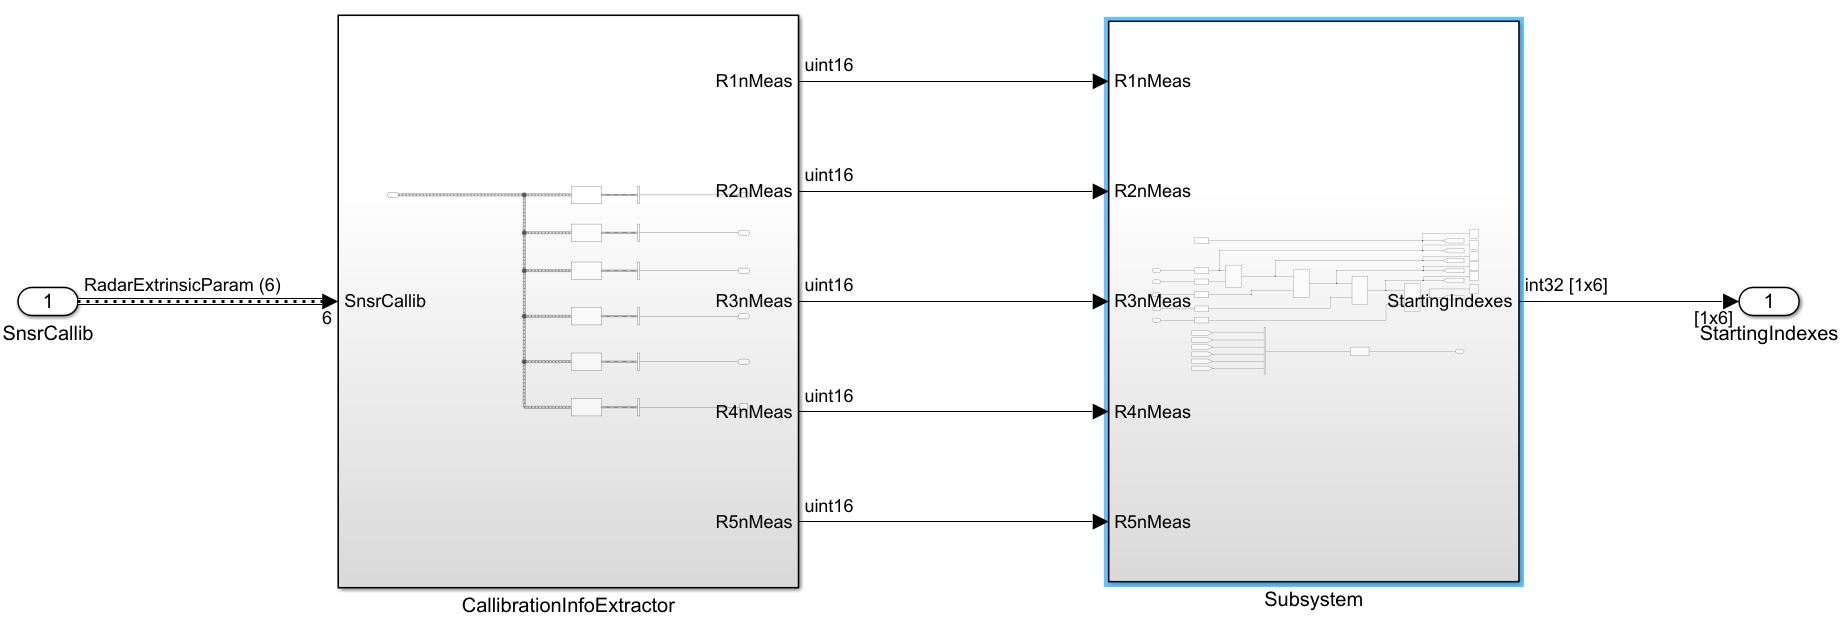 1
SnsrCallib
RadarExtrinsicParam (6)
6
SnsrCallib
R1nMeas
R2nMeas
R3nMeas
R4nMeas
R5nMeas
CallibrationInfoExtractor
uint16
uint16
uint16
uint16
uint16
R1nMeas
R2nMeas
R3nMeas
R4nMeas
R5nMeas
StartingIndexes
Subsystem
int32 [1x6]
[1x6]
1
StartingIndexes